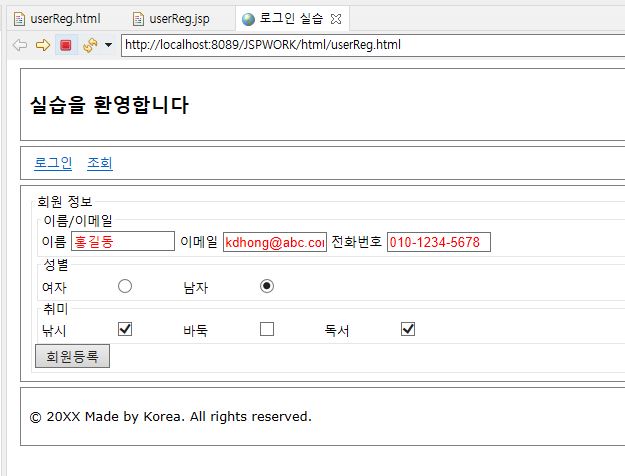 userReg.html userReg.jsp 로그인 실습
http://localhost:8089/JSPWORK/html/userReg.html
실습을 환영합니다
로그인 조회
회원 정보
이름/이메일
이름 홍길동 이메일 kdhong@abc.con 전화번호 010-1234-5678
성별
여자 남자
취미
낚시 바둑 독서
회원등록
© 20XX Made by Korea. All rights reserved.